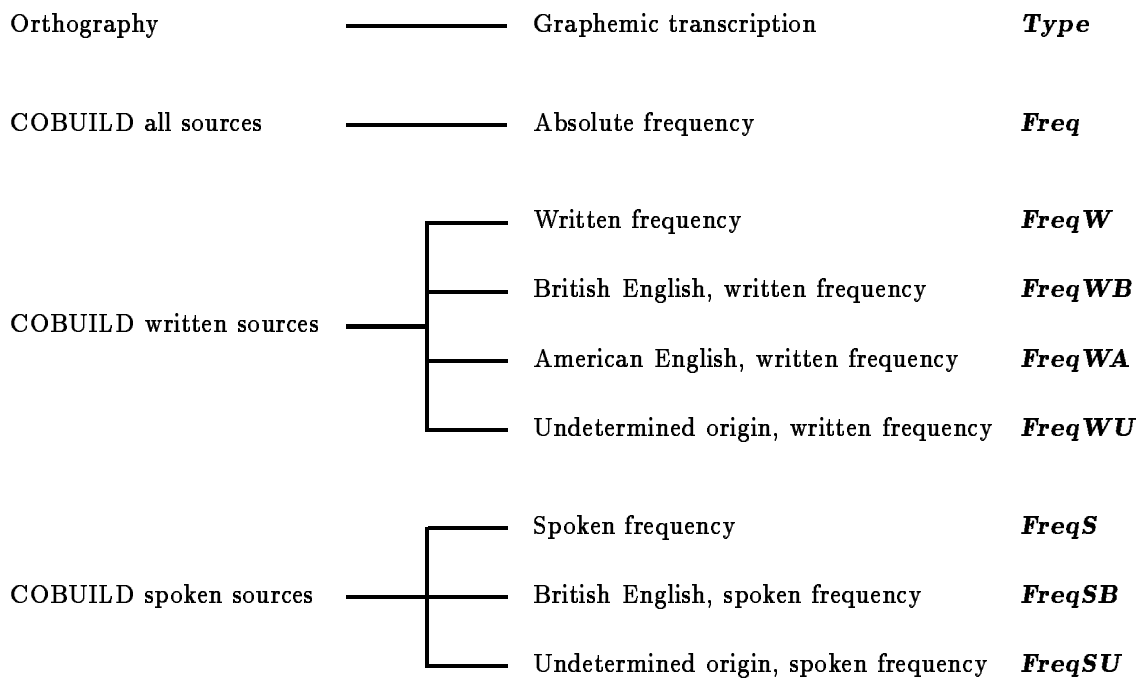 Orthography Graphemic transcription Type
COBUILD all sources Absolute frequency Freq
Written frequency FreqW
British English, written frequency FreqWB
COBUILD written sources
American English, written frequency FreqWA
Undetermined origin, written frequency FreqWU
Spoken frequency FreqS
COBUILD spoken sources British English, spoken frequency FreqSB
Undetermined origin, spoken frequency FreqSU